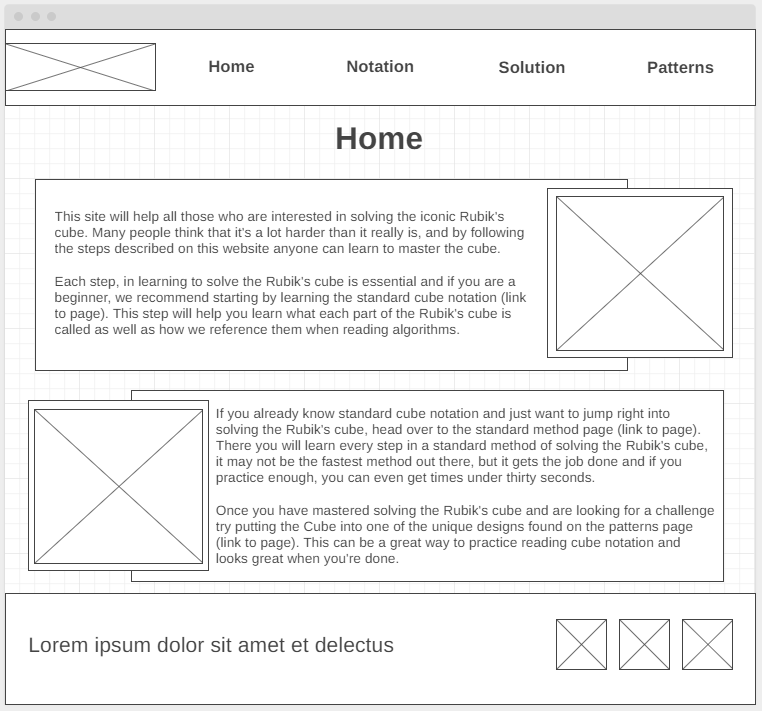 Home
Notation
Solution
Patterns
Home
This site will help all those who are interested in solving the iconic Rubik's
cube. Many people think that it's a lot harder than it really is, and by following
the steps described on this website anyone can learn to master the cube.
Each step, in learning to solve the Rubik's cube is essential and if you are a
beginner, we recommend starting by learning the standard cube notation (link
to page). This step will help you learn what each part of the Rubik's cube is
called as well as how we reference them when reading algorithms.
If you already know standard cube notation and just want to jump right into
solving the Rubik's cube, head over to the standard method page (link to page).
There you will learn every step in a standard method of solving the Rubik's cube,
it may not be the fastest method out there, but it gets the job done and if you
practice enough, you can even get times under thirty seconds.
Once you have mastered solving the Rubik's cube and are looking for a challenge
try putting the Cube into one of the unique designs found on the patterns page
(link to page). This can be a great way to practice reading cube notation and
looks great when you're done.
Lorem ipsum dolor sit amet et delectus